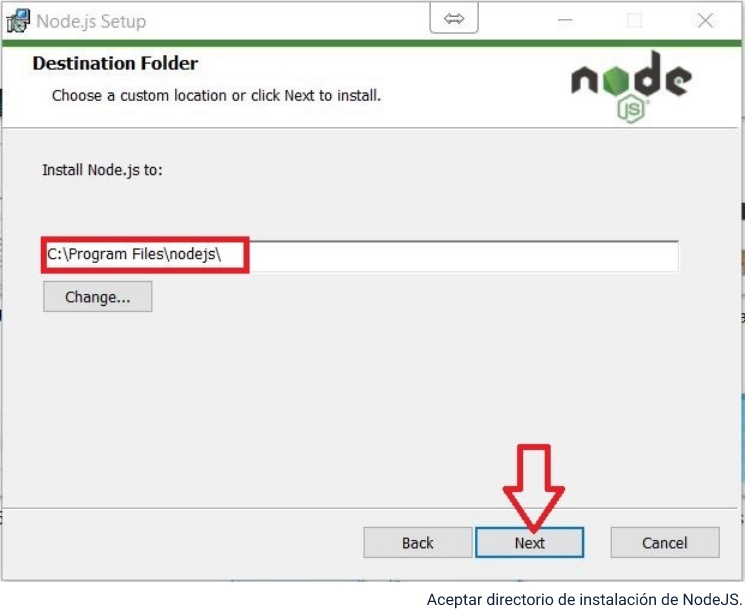 Node.js Setup
Destination Folder
Choose a custom location or click Next to install.
node
JS
Install Node.js to:
C:\Program Files\nodejs\
Change...
Back
Next
Cancel
Aceptar directorio de instalación de NodeJS.